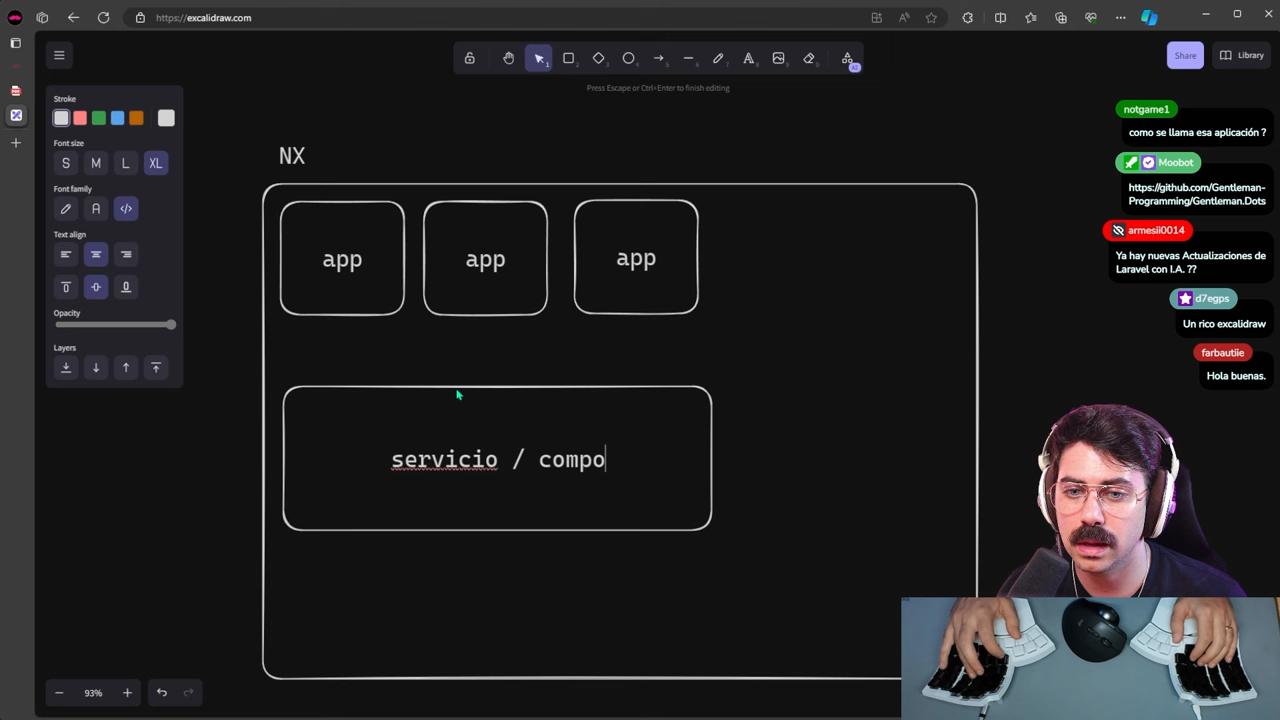 https://excalidraw.com
Share
Library
Press Escape or Ctrl+Enter to finish editing
Stroke
Font size
S M L XL
Font family
A </>
Text align
Opacity
Layers
93%
NX
app app app
servicio / compo
notgame1
como se llama esa aplicación ?
Moobot
https://github.com/Gentleman-
Programming/Gentleman.Dots
armesii0014
Ya hay nuevas Actualizaciones de
Laravel con I.A. ??
d7egps
Un rico excalidraw
farbautiie
Hola buenas.